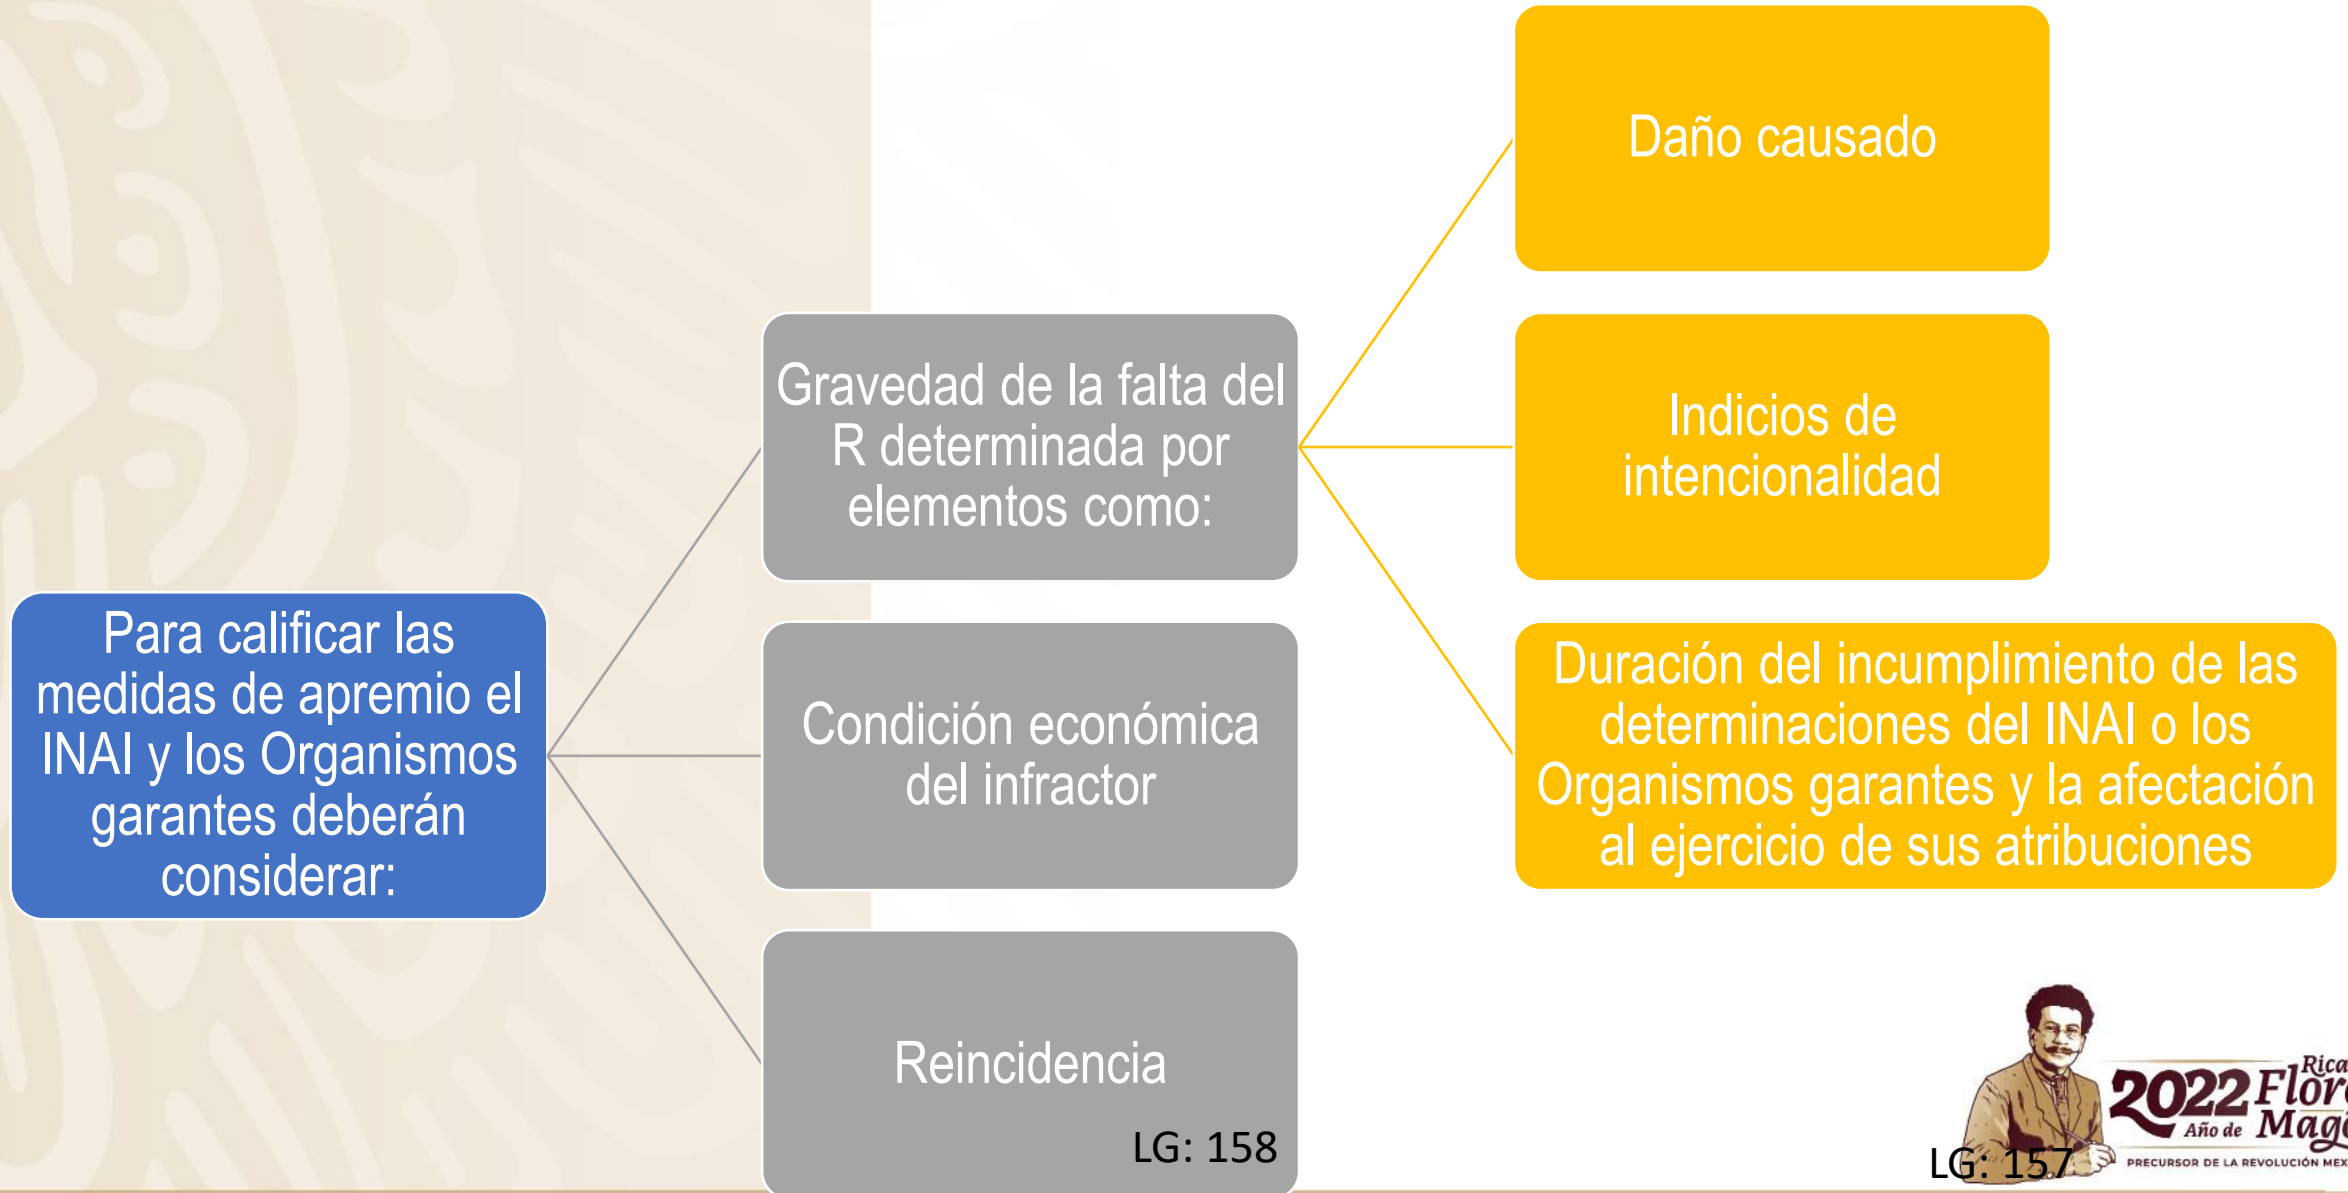 Para calificar las
medidas de apremio el
INAI y los Organismos
garantes deberán
considerar:
Gravedad de la falta del
R determinada por
elementos como:
Condición económica
del infractor
Reincidencia
LG: 158
Daño causado
Indicios de
intencionalidad
Duración del incumplimiento de las
determinaciones del INAI o los
Organismos garantes y la afectación
al ejercicio de sus atribuciones
2022
Año de
PRECURSOR DE LA REVOLUCIÓN
LG: 157